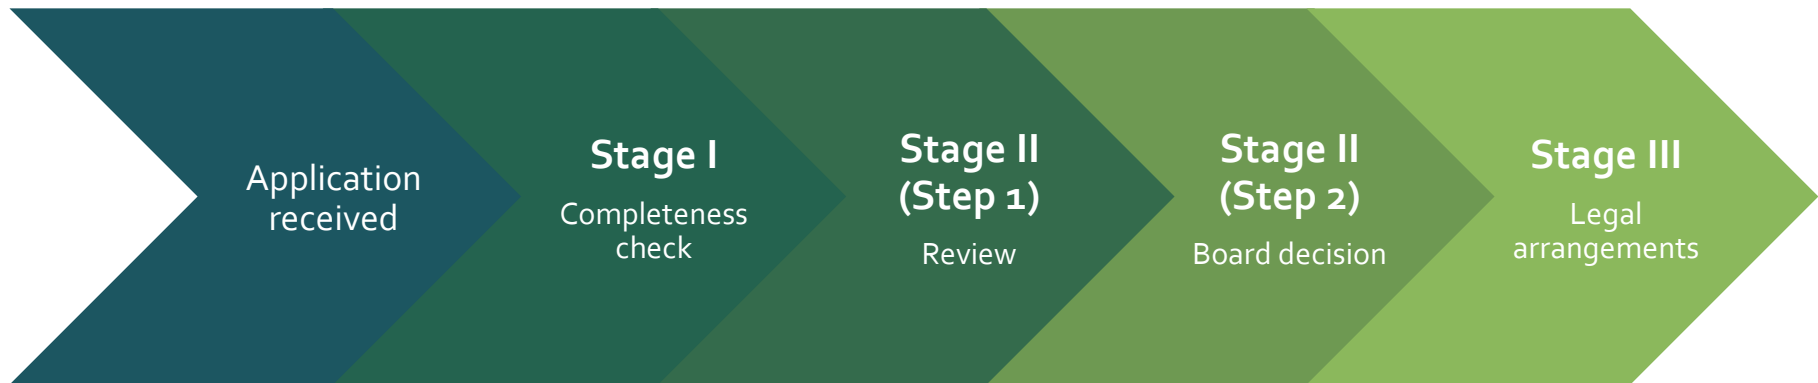 Application
received
Stage I
Completeness
check
Stage II
(Step 1)
Review
Stage II
(Step 2)
Board decision
Stage III
Legal
arrangements